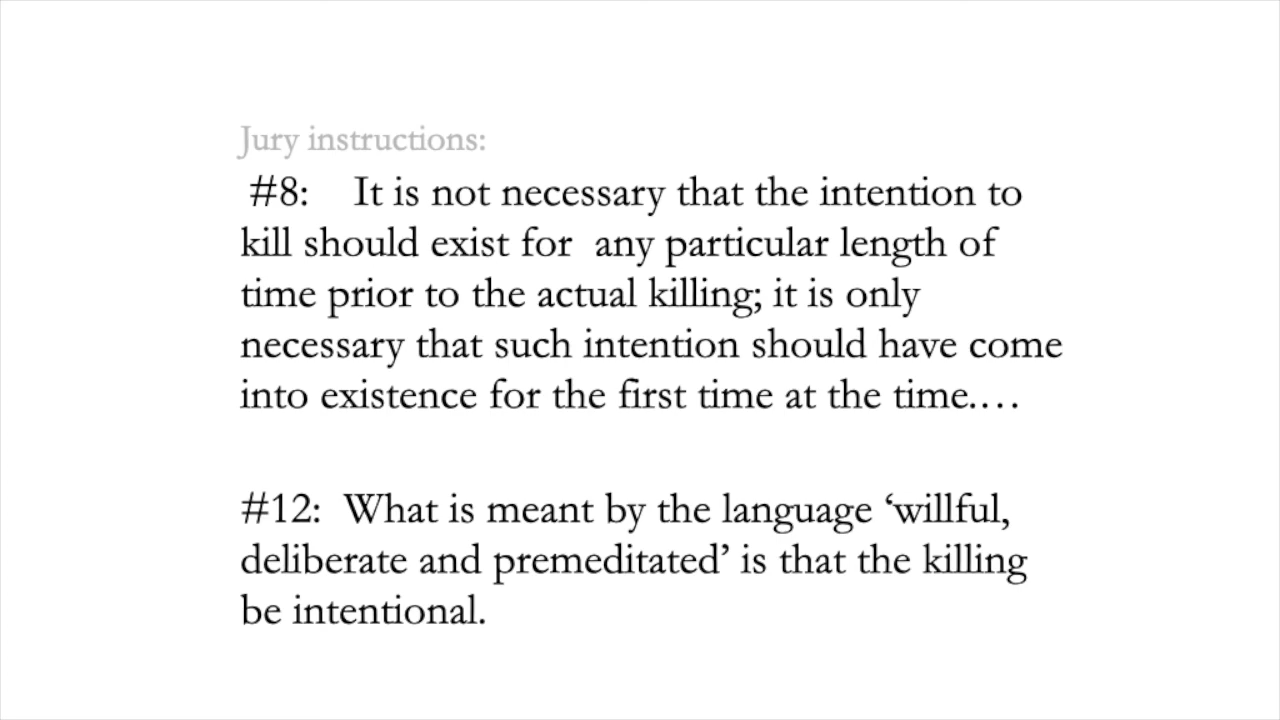 Jury instructions:
#8: It is not necessary that the intention to
kill should exist for any particular length of
time prior to the actual killing; it is only
necessary that such intention should have come
into existence for the first time at the time.…
#12: What is meant by the language ‘willful,
deliberate and premeditated’ is that the killing
be intentional.